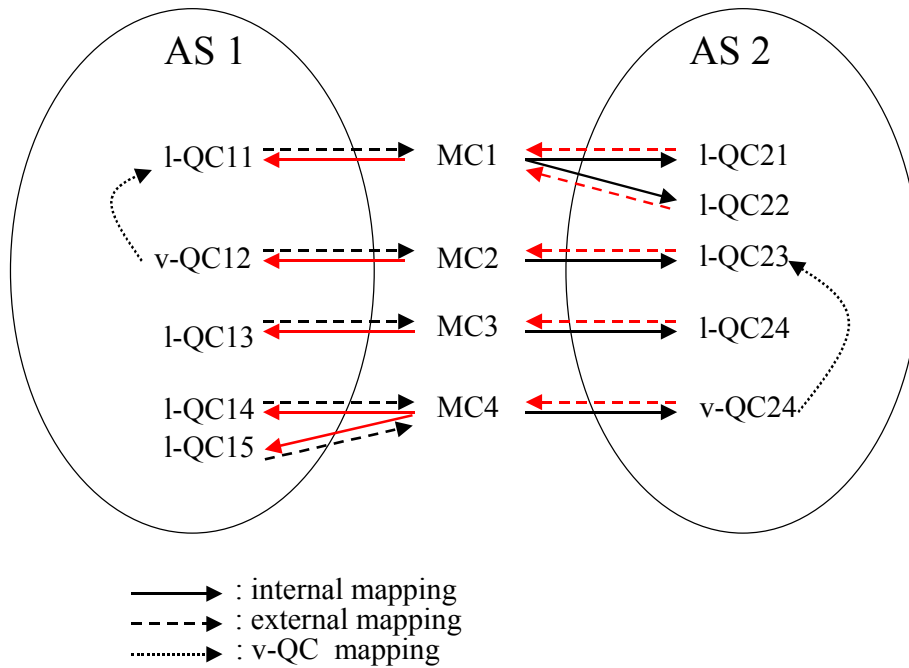 AS 1
AS 2
l-QC11
MC1
l-QC21
l-QC22
v-QC12
MC2
l-QC23
l-QC13
MC3
l-QC24
l-QC14
MC4
v-QC24
l-QC15
: internal mapping
: external mapping
: v-QC mapping